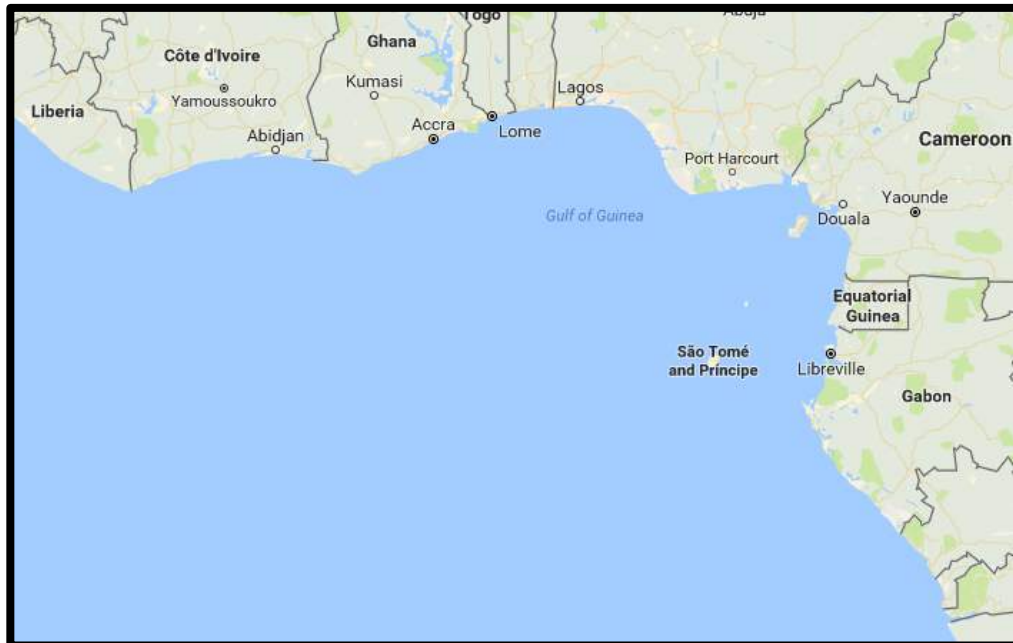 Togo
Abuja
Ghana
Côte d'Ivoire
Kumasi
Lagos
Yamoussoukro
Liberia
Accra
Lome
Abidjan
Cameroon
Port Harcourt
Yaounde
Gulf of Guinea
Douala
Equatorial
Guinea
São Tomé
and Príncipe
Libreville
Gabon